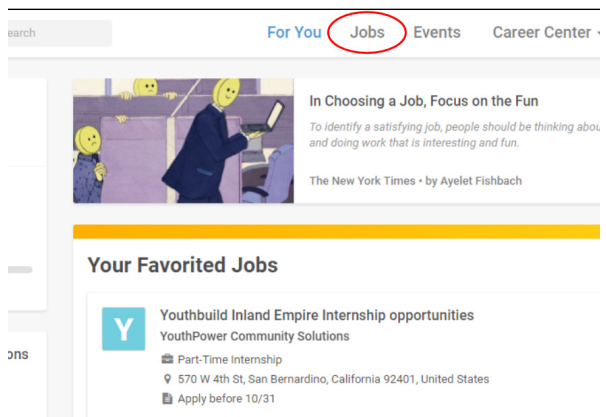 earch
For You Jobs Events Career Center
In Choosing a Job, Focus on the Fun
To identify a satisfying job, people should be thinking abou
and doing work that is interesting and fun.
The New York Times • by Ayelet Fishbach
Your Favorited Jobs
Y
Youthbuild Inland Empire Internship opportunities
YouthPower Community Solutions
Part-Time Internship
570 W 4th St, San Bernardino, California 92401, United States
Apply before 10/31
ons